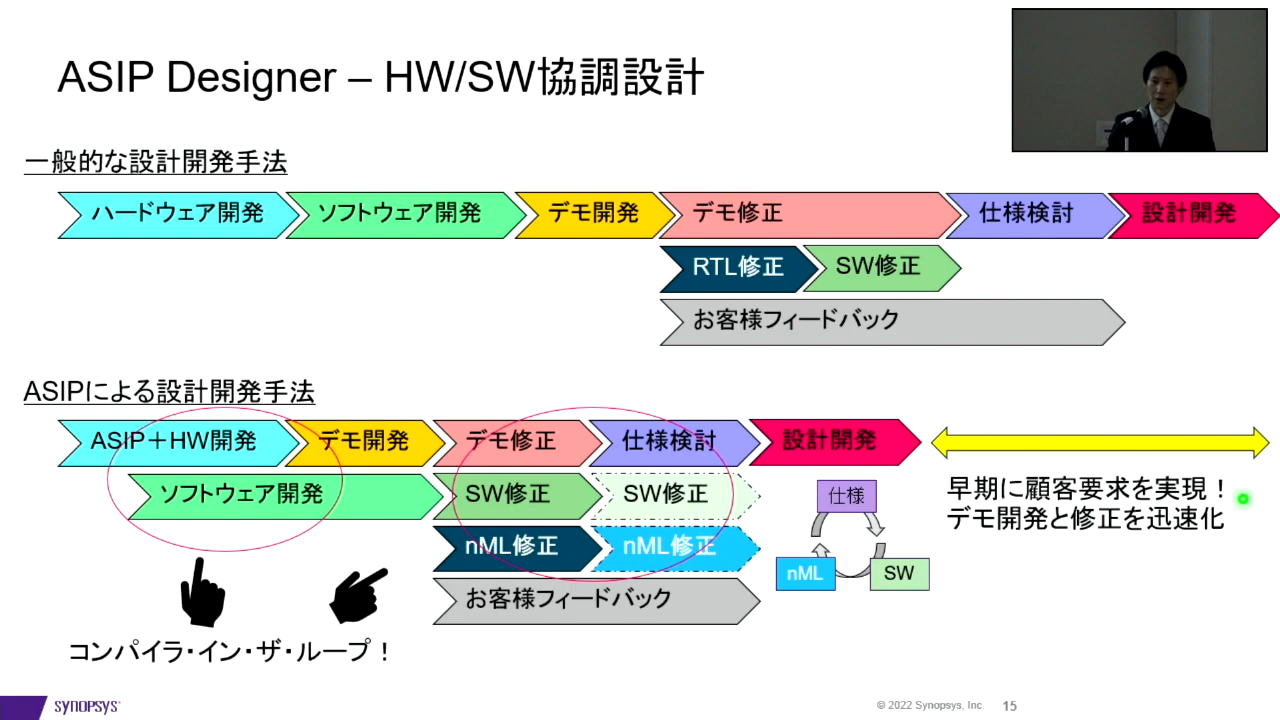 ASIP Designer – HW/SW協調設計
一般的な設計開発手法
ハードウェア開発 ソフトウェア開発 デモ開発 デモ修正 仕様検討 設計開発
RTL修正 SW修正
お客様フィードバック
ASIPによる設計開発手法
ASIP＋HW開発 デモ開発 デモ修正 仕様検討 設計開発
ソフトウェア開発 SW修正 SW修正
nML修正 nML修正
お客様フィードバック
仕様
nML SW
早期に顧客要求を実現！
デモ開発と修正を迅速化
コンパイラ・イン・ザ・ループ！
SYNOPSYS
© 2022 Synopsys, Inc. 15